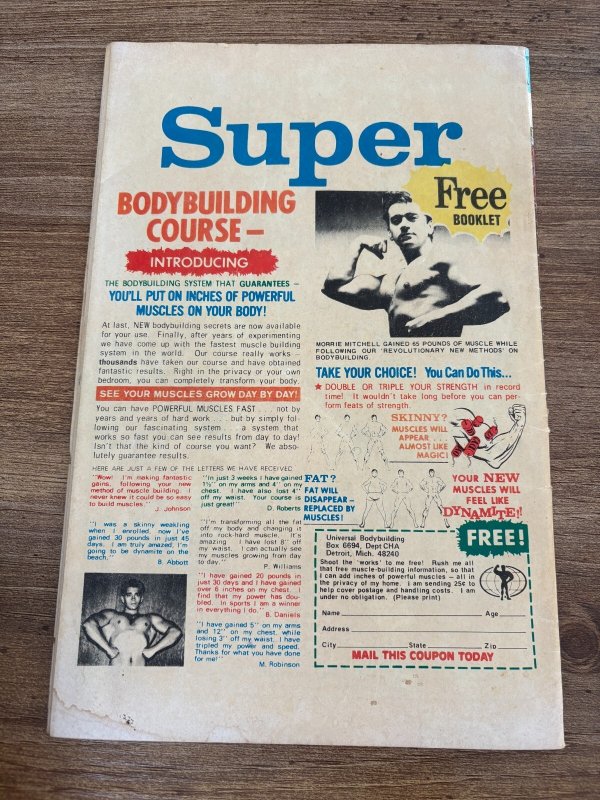 Super
BODYBUILDING
COURSE —
INTRODUCING
THE BODYBUILDING SYSTEM THAT GUARANTEES —
YOU'LL PUT ON INCHES OF POWERFUL
MUSCLES ON YOUR BODY!
At last, NEW bodybuilding secrets are now available
for your use. Finally, after years of experimenting
we have come up with the fastest muscle building
system in the world. Our course really works -
thousands have taken our course and have obtained
fantastic results. Right in the privacy or your own
bedroom, you can completely transform your body.
SEE YOUR MUSCLES GROW DAY BY DAY!
You can have POWERFUL MUSCLES FAST . . . not by
years and years of hard work . . . but by simply fol-
lowing our fascinating system . . . a system that
works so fast you can see results from day to day!
Isn't that the kind of course you want? We abso-
lutely guarantee results.
HERE ARE JUST A FEW OF THE LETTERS WE HAVE RECEIVED
"Wow! I'm making fantastic
gains, following your new
method of muscle building. I
never knew it could be so easy
to build muscles."
J. Johnson
"I was a skinny weakling
when I enrolled, now I've
gained 30 pounds in just 45
days. I am truly amazed, I'm
going to be dynamite on the
beach."
B. Abbott
"In just 3 weeks I have gained
1½" on my arms and 4" on my
chest. I have also lost 4"
off my waist. Your course is
just great!"
D. Roberts
"I'm transforming all the fat
off my body and changing it
into rock-hard muscle. It's
amazing. I have lost 8" off
my waist. I can actually see
my muscles growing from day
to day."
P. Williams
"I have gained 20 pounds in
just 30 days and I have gained
over 6 inches on my chest. I
find that my power has dou-
bled. In sports I am a winner
in everything I do."
B. Daniels
"I have gained 5" on my arms
and 12" on my chest, while
losing 3" off my waist. I have
tripled my power and speed.
Thanks for what you have done
for me!"
M. Robinson
Free
BOOKLET
MORRIE MITCHELL GAINED 65 POUNDS OF MUSCLE WHILE
FOLLOWING OUR 'REVOLUTIONARY NEW METHODS' ON
BODYBUILDING
TAKE YOUR CHOICE! You Can Do This...
★ DOUBLE OR TRIPLE YOUR STRENGTH in record
time! It wouldn't take long before you can per-
form feats of strength.
SKINNY?
MUSCLES WILL
APPEAR
ALMOST LIKE
MAGIC!
FAT?
FAT WILL
DISAPPEAR -
REPLACED BY
MUSCLES!
YOUR NEW
MUSCLES WILL
FEEL LIKE
DYNAMITE!!
FREE!
Universal Bodybuilding
Box 6694, Dept CHA
Detroit, Mich. 48240
Shoot the 'works' to me free! Rush me all
that free muscle-building information, so that
I can add inches of powerful muscles — all in
the privacy of my home. I am sending 25¢ to
help cover postage and handling costs. I am
under no obligation. (Please print)
Name Age
Address
City State Zip
MAIL THIS COUPON TODAY